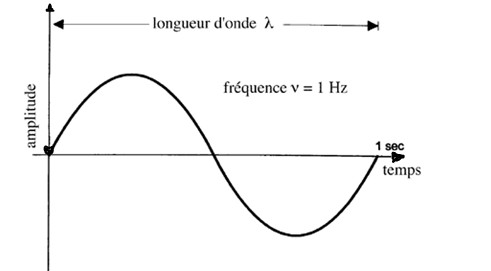 longueur d'onde λ
fréquence ν = 1 Hz
amplitude
1 sec
temps